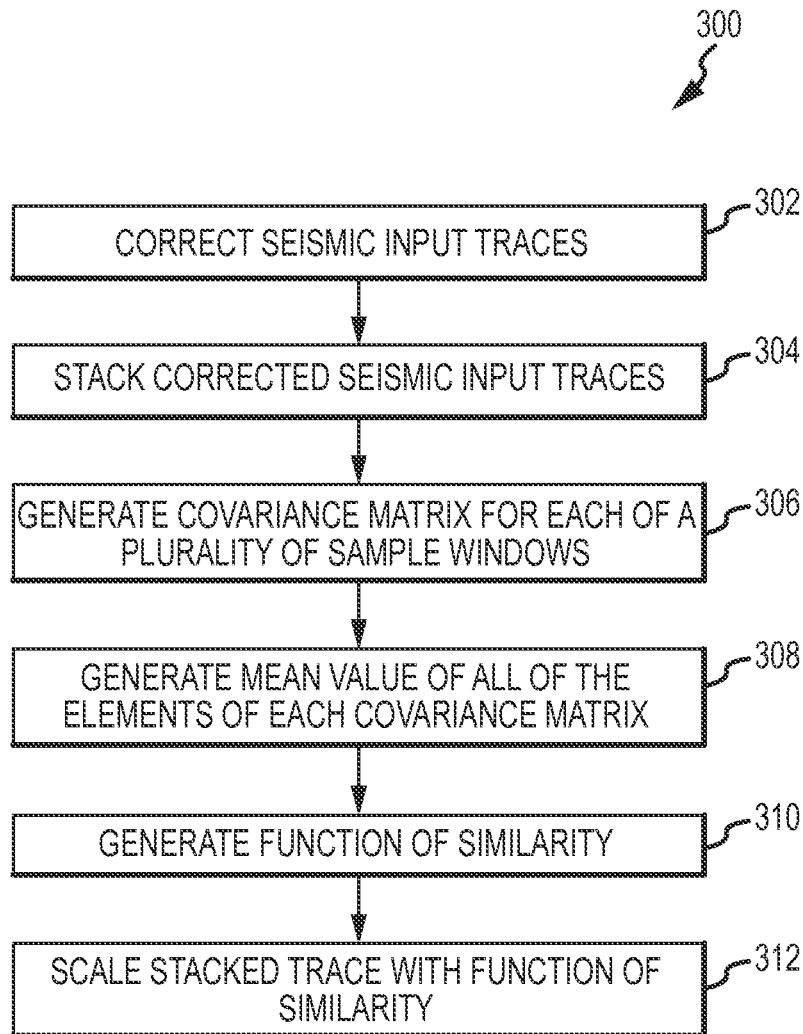 300
302
CORRECT SEISMIC INPUT TRACES
304
STACK CORRECTED SEISMIC INPUT TRACES
306
GENERATE COVARIANCE MATRIX FOR EACH OF A
PLURALITY OF SAMPLE WINDOWS
308
GENERATE MEAN VALUE OF ALL OF THE
ELEMENTS OF EACH COVARIANCE MATRIX
310
GENERATE FUNCTION OF SIMILARITY
312
SCALE STACKED TRACE WITH FUNCTION OF
SIMILARITY